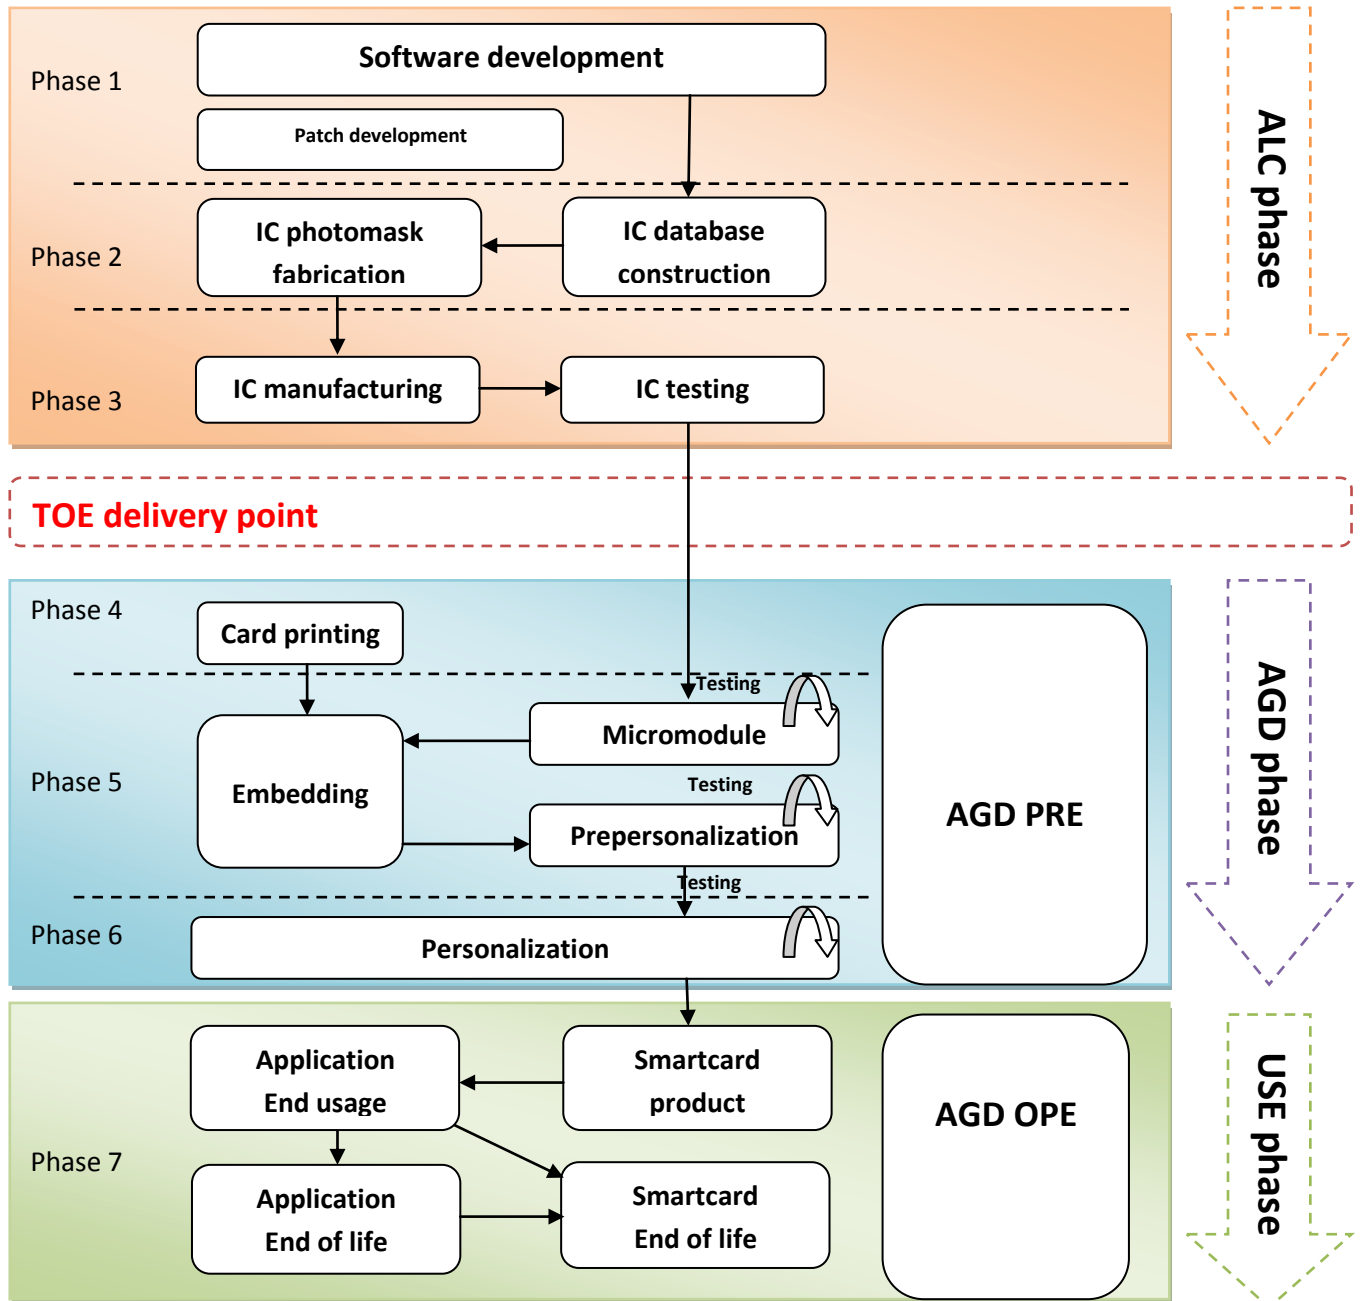 Phase 1
Software development
Patch development
ALC phase
Phase 2
IC photomask
fabrication
IC database
construction
Phase 3
IC manufacturing
IC testing
TOE delivery point
Phase 4
Card printing
Testing
Micromodule
AGD phase
Phase 5
Embedding
Testing
Prepersonalization
AGD PRE
Testing
Phase 6
Personalization
Application
End usage
Smartcard
product
AGD OPE
USE phase
Phase 7
Application
End of life
Smartcard
End of life